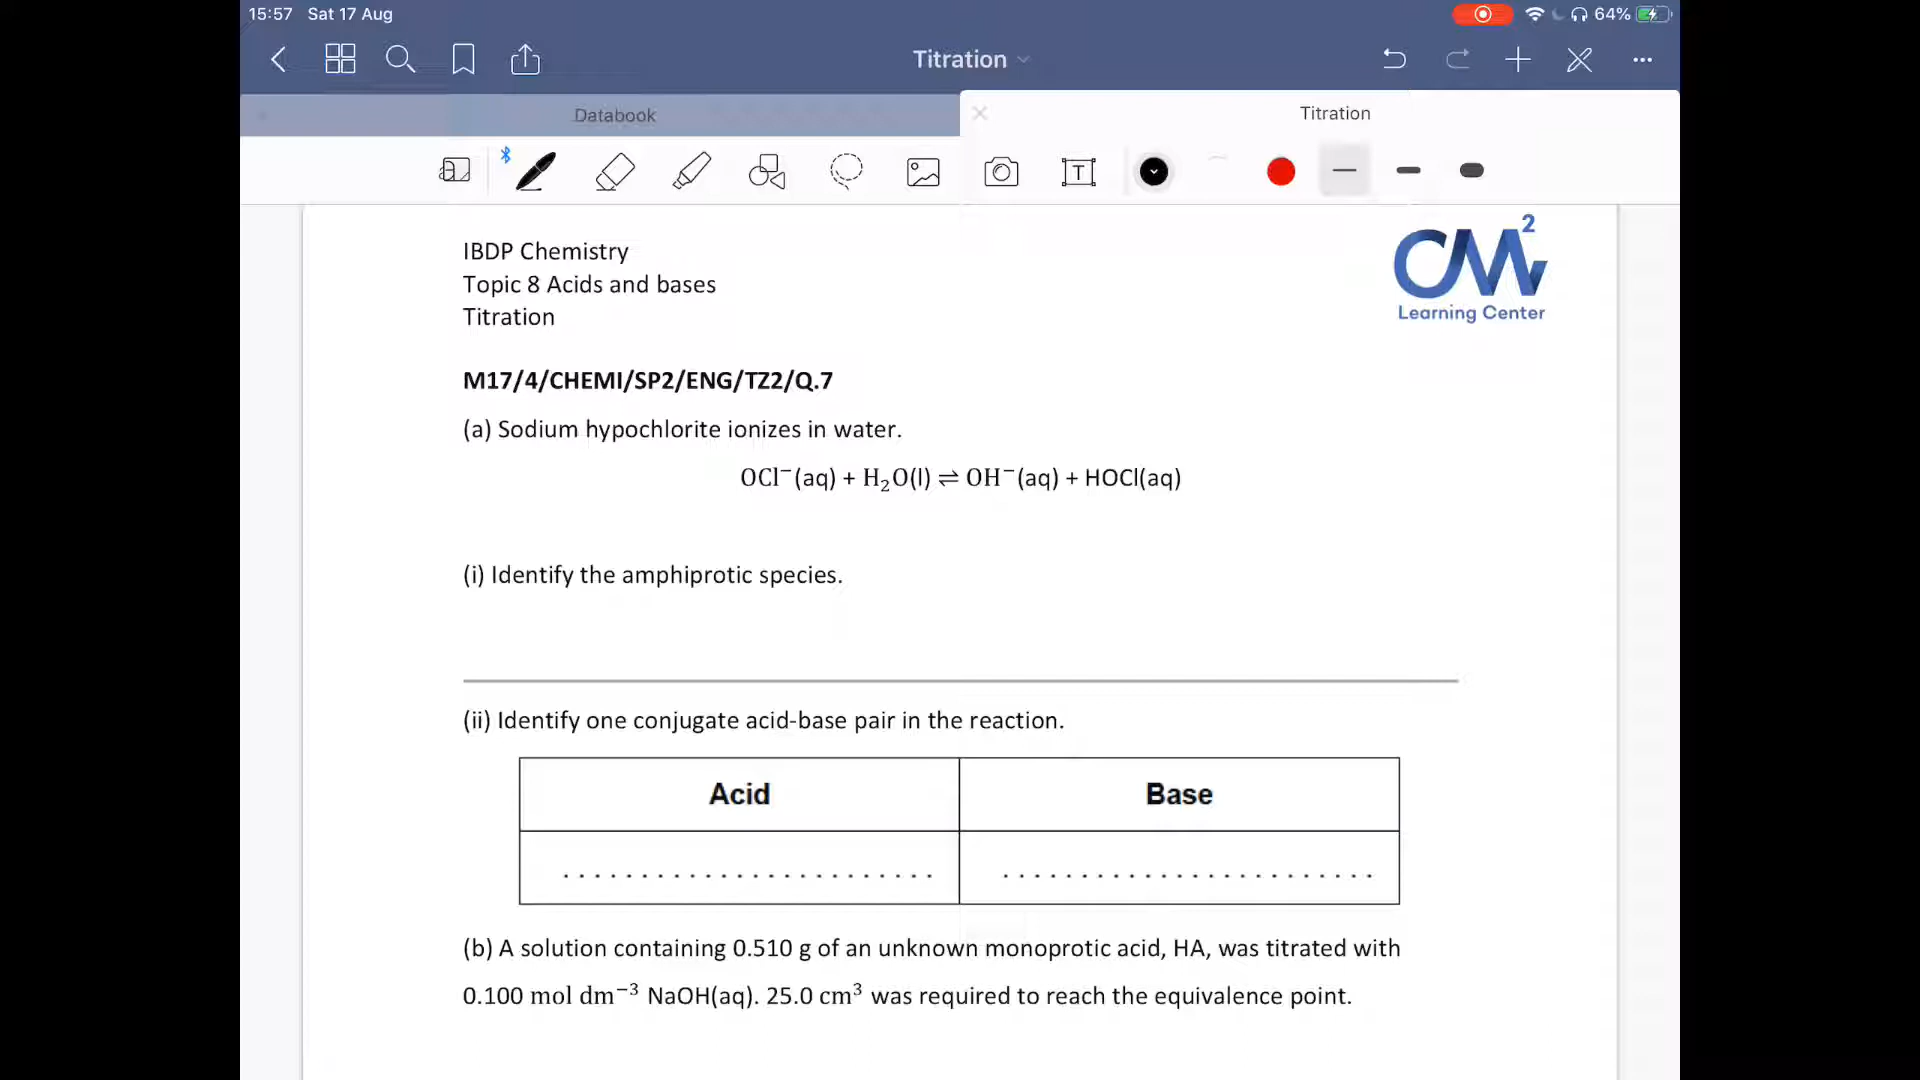 15:57 Sat 17 Aug 64%
Titration
Databook
Titration
T
IBDP Chemistry
Topic 8 Acids and bases
Titration
CM²
Learning Center
M17/4/CHEMI/SP2/ENG/TZ2/Q.7
(a) Sodium hypochlorite ionizes in water.
OCl⁻(aq) + H₂O(l) ⇌ OH⁻(aq) + HOCl(aq)
(i) Identify the amphiprotic species.
(ii) Identify one conjugate acid-base pair in the reaction.
Acid Base
........................ ........................
(b) A solution containing 0.510 g of an unknown monoprotic acid, HA, was titrated with
0.100 mol dm⁻³ NaOH(aq). 25.0 cm³ was required to reach the equivalence point.